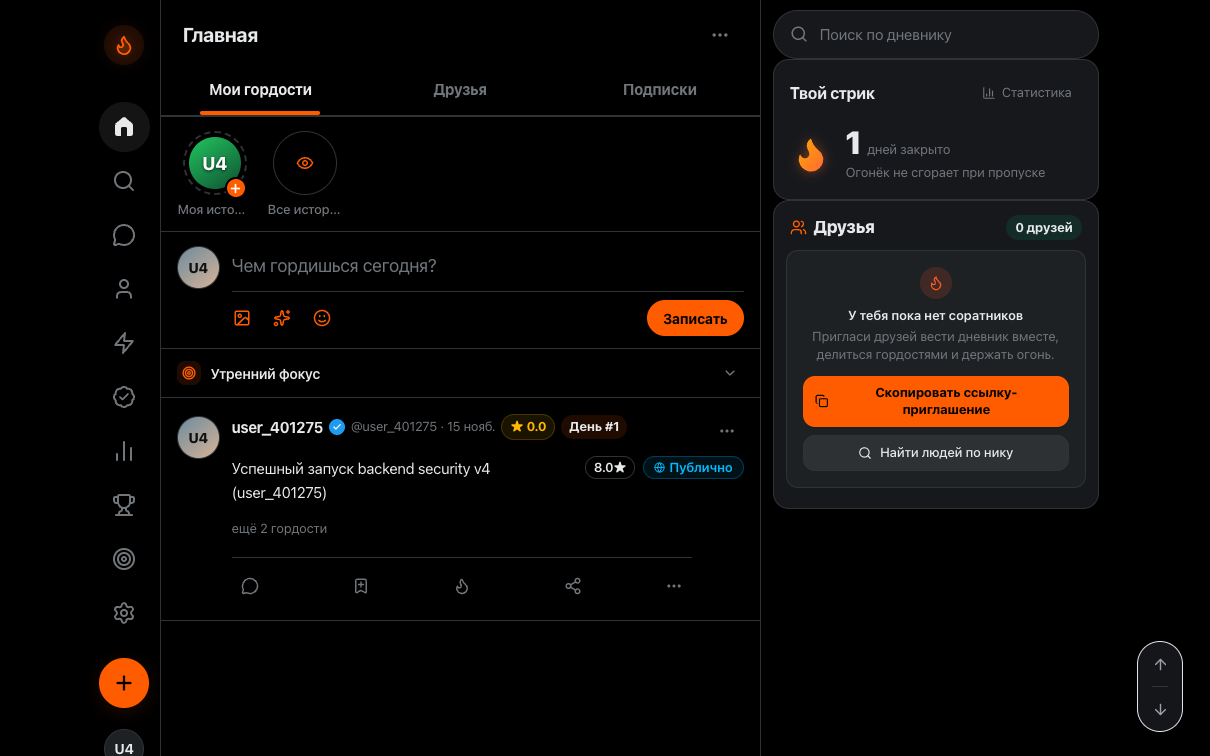 Главная
Мои гордости
Друзья
Подписки
U4
Моя исто...
Все истор...
U4
Чем гордишься сегодня?
Записать
Утренний фокус
U4
user_401275
@user_401275 · 15 нояб.
0.0
День #1
Успешный запуск backend security v4
(user_401275)
8.0★
Публично
ещё 2 гордости
U4
Поиск по дневнику
Твой стрик
Статистика
1 дней закрыто
Огонёк не сгорает при пропуске
Друзья
0 друзей
У тебя пока нет соратников
Пригласи друзей вести дневник вместе,
делиться гордостями и держать огонь.
Скопировать ссылку-
приглашение
Найти людей по нику